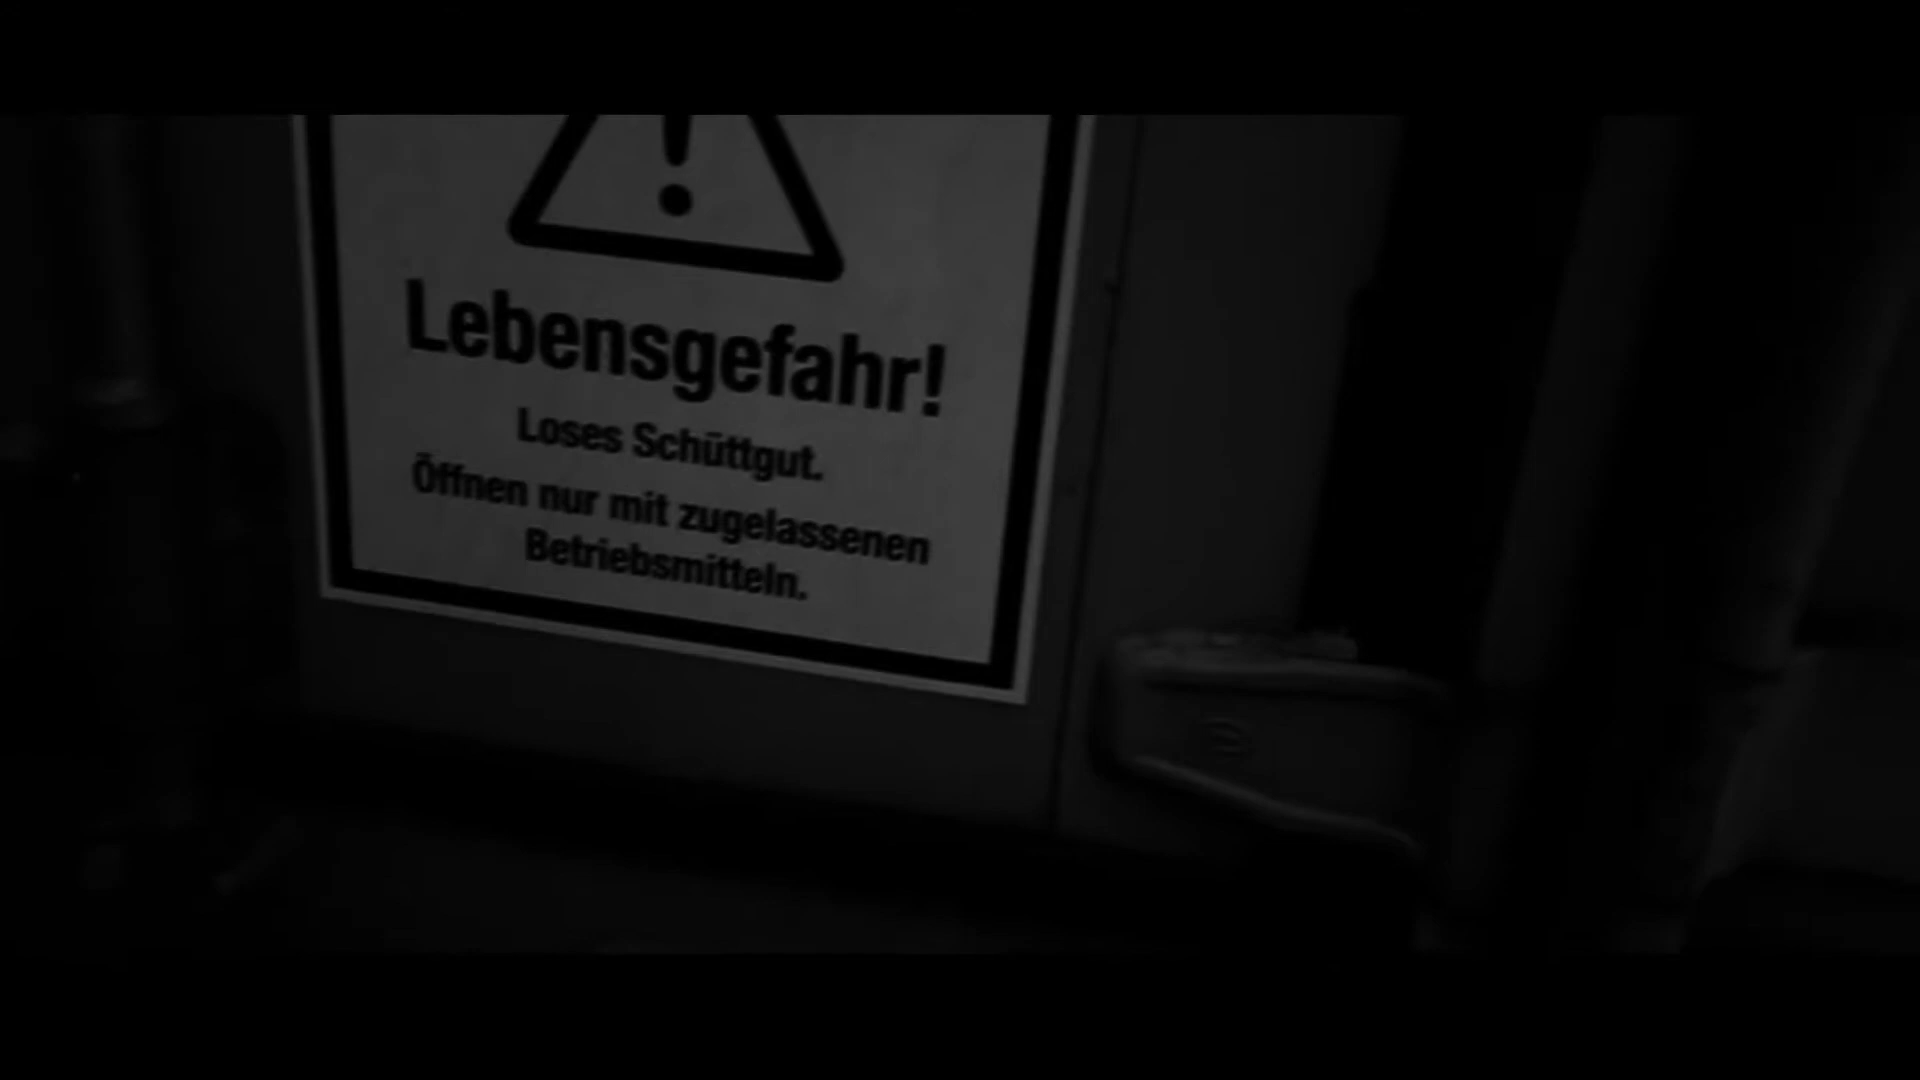 Lebensgefahr!
Loses Schüttgut.
Öffnen nur mit zugelassenen
Betriebsmitteln.